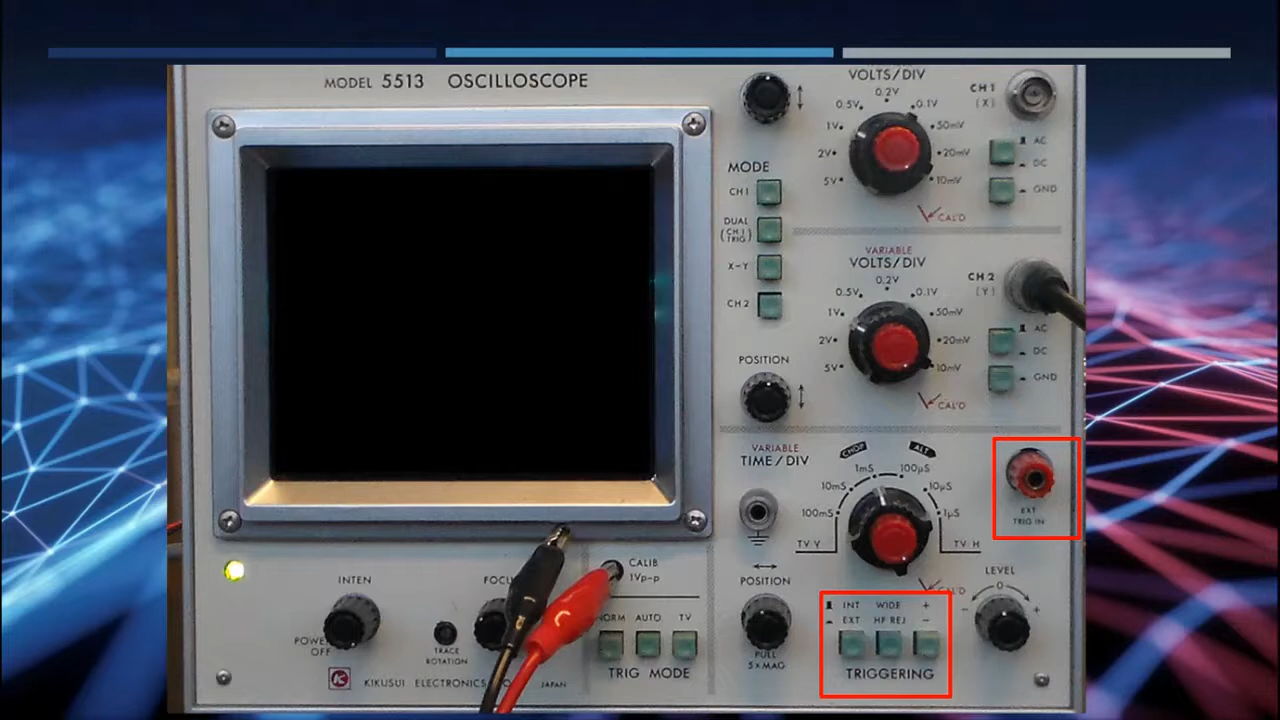 MODEL 5513 OSCILLOSCOPE
VOLTS/DIV
0.5V 0.2V 0.1V
1V 50mV
2V 20mV
5V 10mV
CAL'D
CH 1
(X)
AC
DC
GND
MODE
CH 1
DUAL
(CH 1
TRIG)
X-Y
CH 2
VARIABLE
VOLTS/DIV
0.5V 0.2V 0.1V
1V 50mV
2V 20mV
5V 10mV
CAL'D
CH 2
(Y)
AC
DC
GND
POSITION
VARIABLE
TIME/DIV
CHOP ALT
1mS 100µS
10mS 10µS
100mS 1µS
TV V TV H
CAL'D
EXT
TRIG IN
POSITION
PULL
5×MAG
INT WIDE +
EXT HF REJ −
TRIGGERING
LEVEL
− 0 +
CALIB
1Vp-p
NORM AUTO TV
TRIG MODE
INTEN
POWER
OFF
TRACE
ROTATION
K KIKUSUI ELECTRONICS
JAPAN